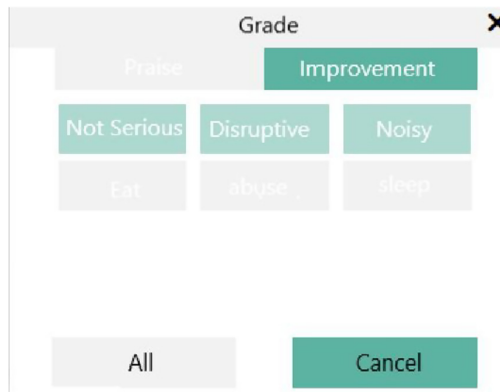 Grade ×
Praise Improvement
Not Serious Disruptive Noisy
Eat abuse sleep
All Cancel